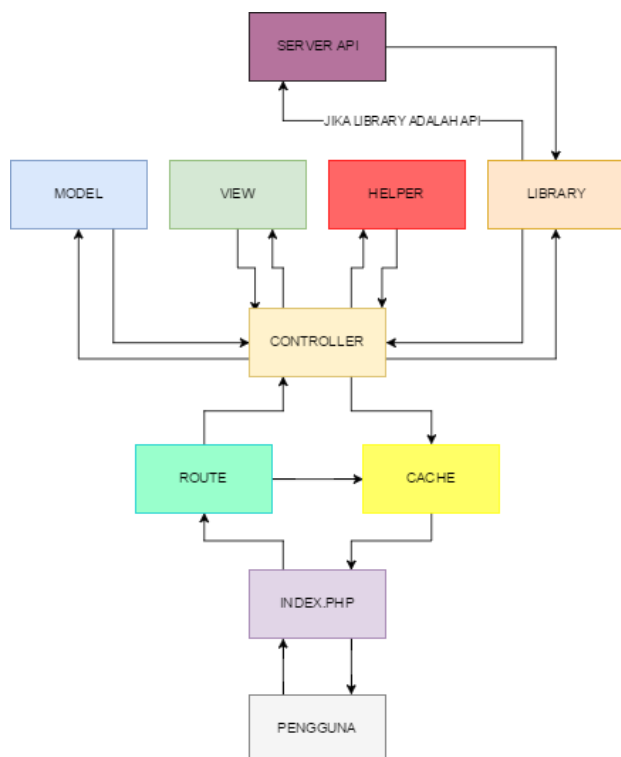 SERVER API
JIKA LIBRARY ADALAH API
MODEL
VIEW
HELPER
LIBRARY
CONTROLLER
ROUTE
CACHE
INDEX.PHP
PENGGUNA